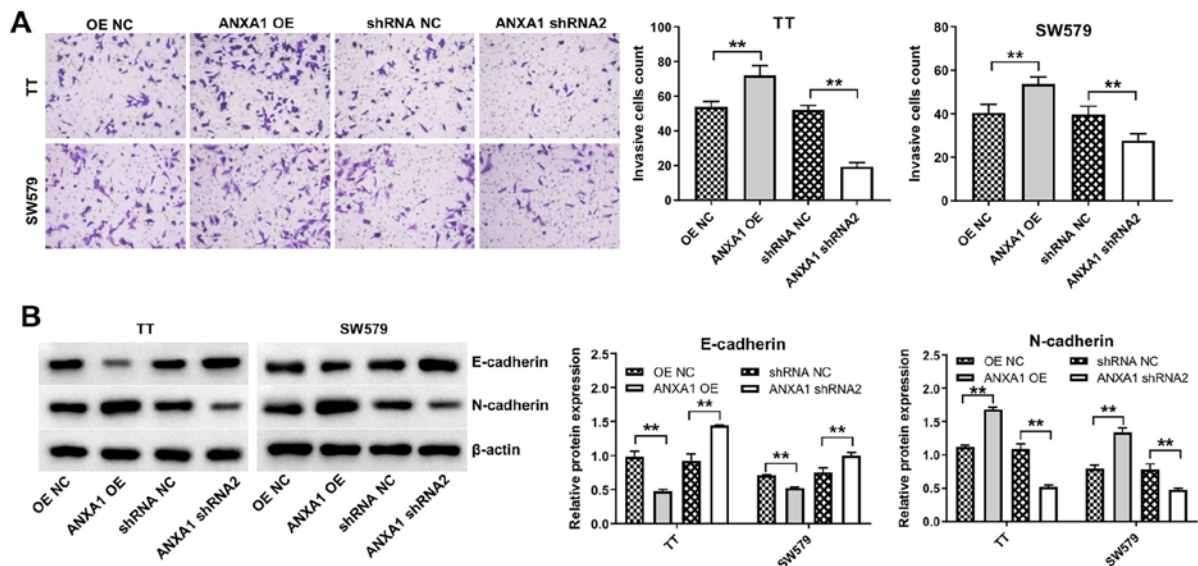 A
OE NC
ANXA1 OE
shRNA NC
ANXA1 shRNA2
TT
SW579
TT
Invasive cells count
100
80
60
40
20
0
**
**
OE NC
ANXA1 OE
shRNA NC
ANXA1 shRNA2
SW579
Invasive cells count
80
60
40
20
0
**
**
OE NC
ANXA1 OE
shRNA NC
ANXA1 shRNA2
B
TT
SW579
E-cadherin
N-cadherin
β-actin
OE NC
ANXA1 OE
shRNA NC
ANXA1 shRNA2
OE NC
ANXA1 OE
shRNA NC
ANXA1 shRNA2
E-cadherin
Relative protein expression
2.5
2.0
1.5
1.0
0.5
0.0
OE NC
shRNA NC
ANXA1 OE
ANXA1 shRNA2
**
**
**
**
TT
SW579
N-cadherin
Relative protein expression
2.5
2.0
1.5
1.0
0.5
0.0
OE NC
shRNA NC
ANXA1 OE
ANXA1 shRNA2
**
**
**
**
TT
SW579